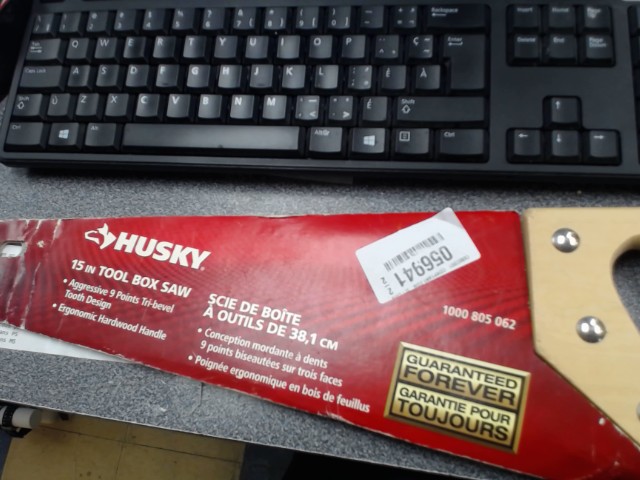 HUSKY
15 IN TOOL BOX SAW
• Aggressive 9 Points Tri-bevel
Tooth Design
• Ergonomic Hardwood Handle
SCIE DE BOÎTE
À OUTILS DE 38,1 CM
• Conception mordante à dents
9 points biseautées sur trois faces
• Poignée ergonomique en bois de feuillus
056941
1000 805 062
GUARANTEED
FOREVER
GARANTIE POUR
TOUJOURS